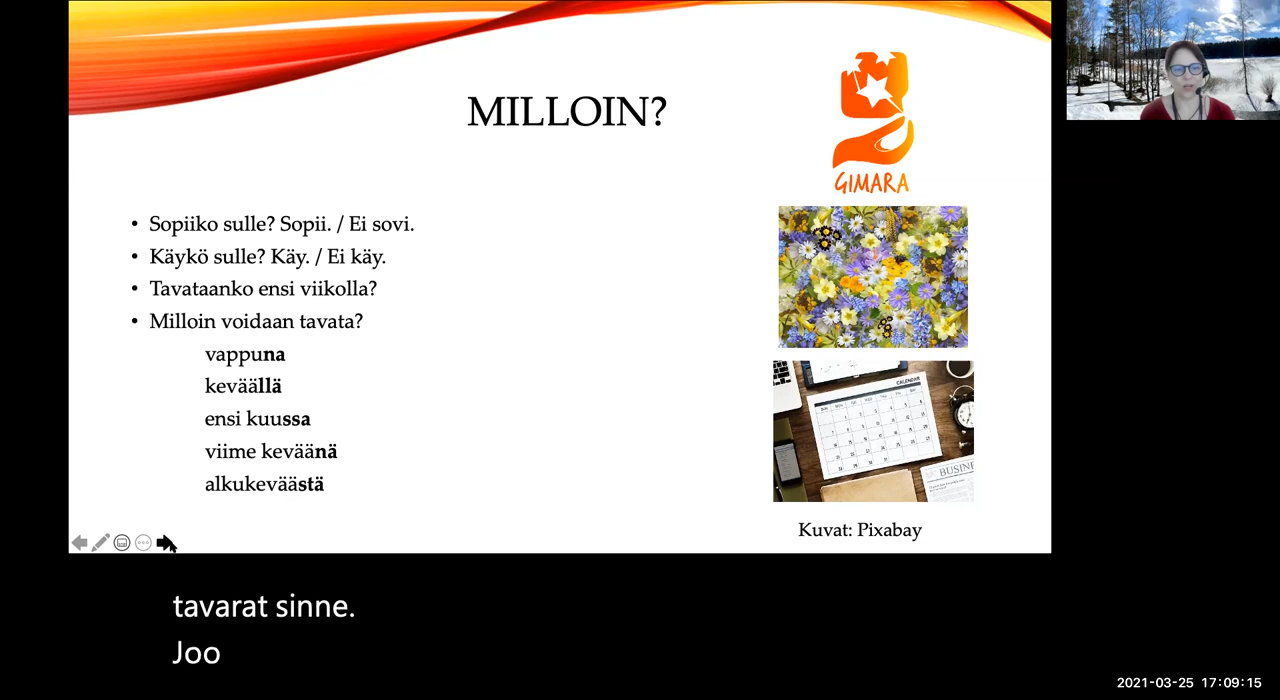 MILLOIN?
GIMARA
• Sopiiko sulle? Sopii. / Ei sovi.
• Käykö sulle? Käy. / Ei käy.
• Tavataanko ensi viikolla?
• Milloin voidaan tavata?
vappuna
keväällä
ensi kuussa
viime keväänä
alkukeväästä
CALENDAR
BUSINE
Kuvat: Pixabay
tavarat sinne.
Joo
2021-03-25 17:09:15